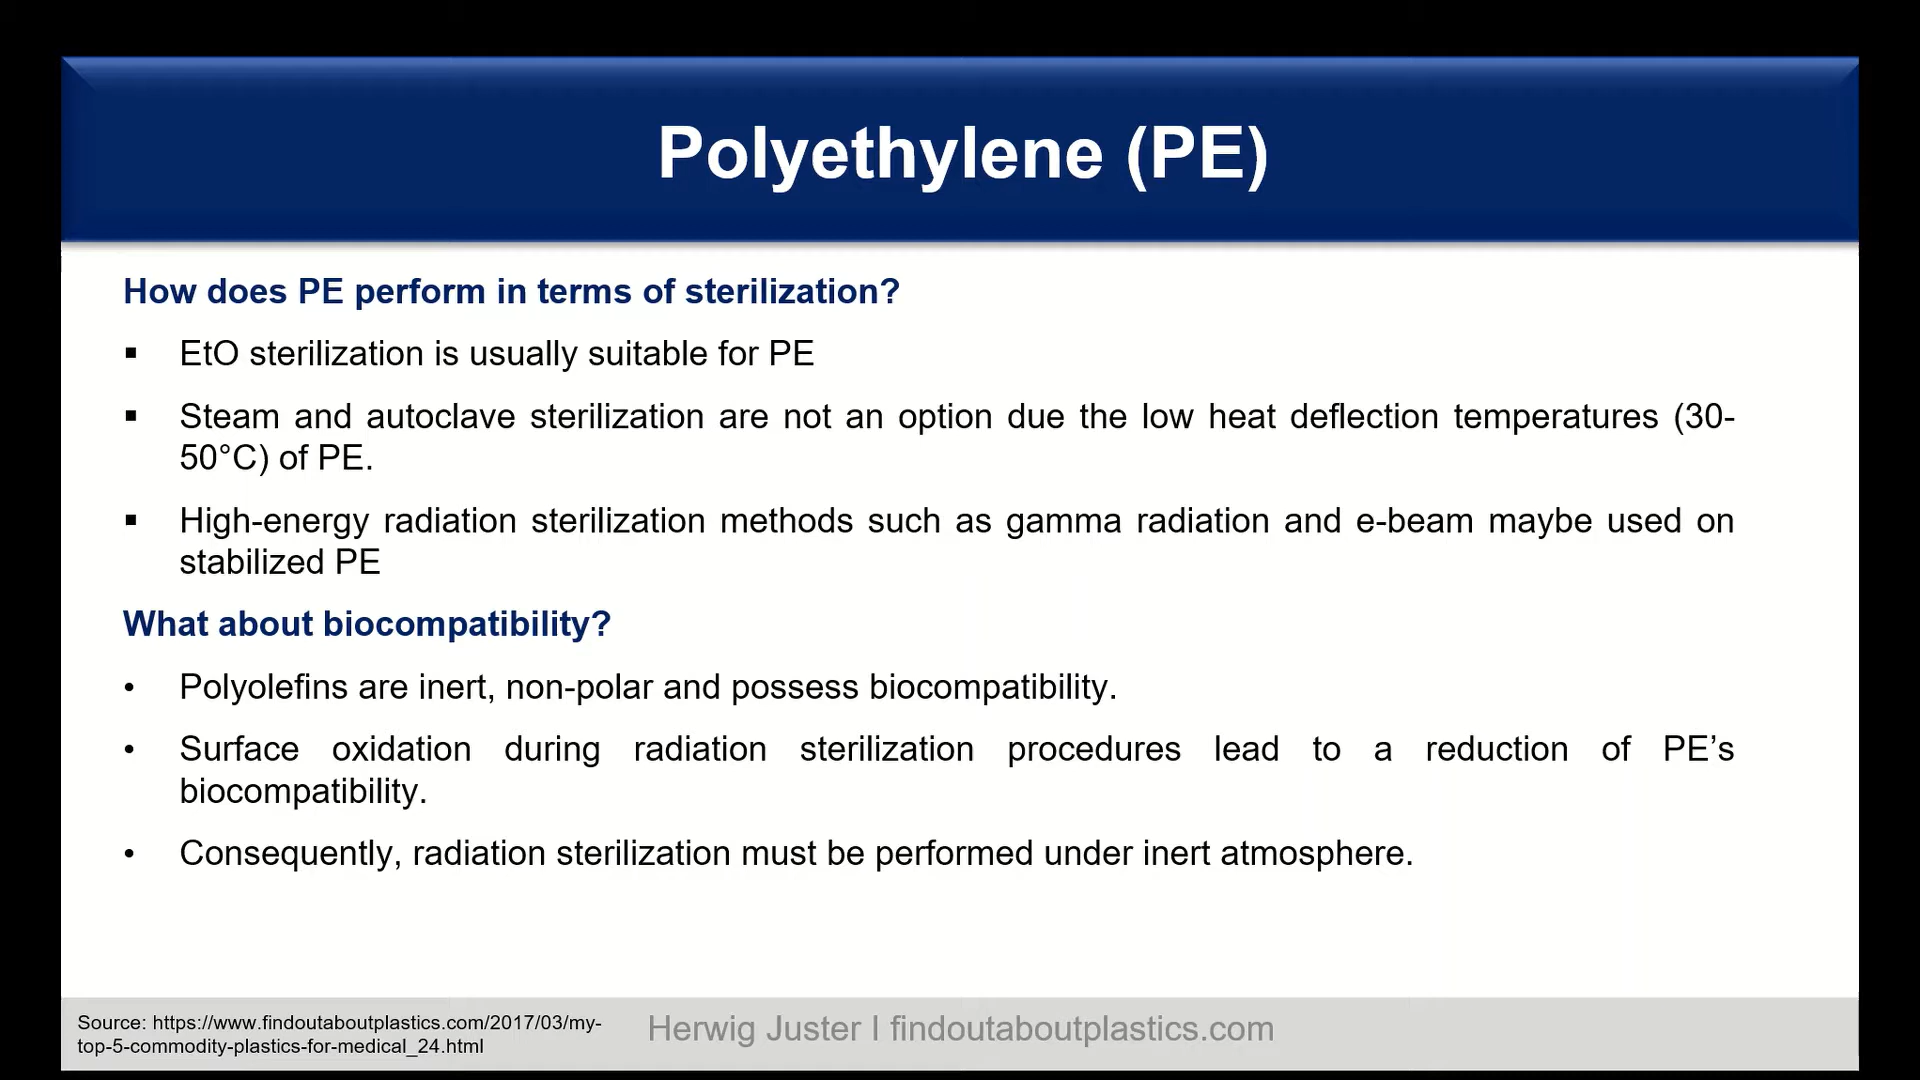 Polyethylene (PE)
How does PE perform in terms of sterilization?
▪ EtO sterilization is usually suitable for PE
▪ Steam and autoclave sterilization are not an option due the low heat deflection temperatures (30-
50°C) of PE.
▪ High-energy radiation sterilization methods such as gamma radiation and e-beam maybe used on
stabilized PE
What about biocompatibility?
• Polyolefins are inert, non-polar and possess biocompatibility.
• Surface oxidation during radiation sterilization procedures lead to a reduction of PE’s
biocompatibility.
• Consequently, radiation sterilization must be performed under inert atmosphere.
Source: https://www.findoutaboutplastics.com/2017/03/my-
top-5-commodity-plastics-for-medical_24.html
Herwig Juster I findoutaboutplastics.com